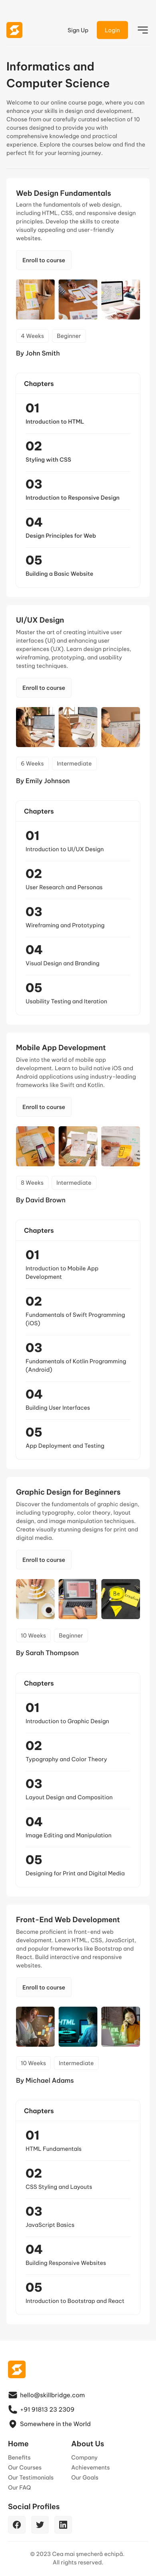 Sign Up
Login
Informatics and
Computer Science
Welcome to our online course page, where you can
enhance your skills in design and development.
Choose from our carefully curated selection of 10
courses designed to provide you with
comprehensive knowledge and practical
experience. Explore the courses below and find the
perfect fit for your learning journey.
Web Design Fundamentals
Learn the fundamentals of web design,
including HTML, CSS, and responsive design
principles. Develop the skills to create
visually appealing and user-friendly
websites.
Enroll to course
4 Weeks
Beginner
By John Smith
Chapters
01
Introduction to HTML
02
Styling with CSS
03
Introduction to Responsive Design
04
Design Principles for Web
05
Building a Basic Website
UI/UX Design
Master the art of creating intuitive user
interfaces (UI) and enhancing user
experiences (UX). Learn design principles,
wireframing, prototyping, and usability
testing techniques.
Enroll to course
6 Weeks
Intermediate
By Emily Johnson
Chapters
01
Introduction to UI/UX Design
02
User Research and Personas
03
Wireframing and Prototyping
04
Visual Design and Branding
05
Usability Testing and Iteration
Mobile App Development
Dive into the world of mobile app
development. Learn to build native iOS and
Android applications using industry-leading
frameworks like Swift and Kotlin.
Enroll to course
8 Weeks
Intermediate
By David Brown
Chapters
01
Introduction to Mobile App
Development
02
Fundamentals of Swift Programming
(iOS)
03
Fundamentals of Kotlin Programming
(Android)
04
Building User Interfaces
05
App Deployment and Testing
Graphic Design for Beginners
Discover the fundamentals of graphic design,
including typography, color theory, layout
design, and image manipulation techniques.
Create visually stunning designs for print and
digital media.
Enroll to course
10 Weeks
Beginner
By Sarah Thompson
Chapters
01
Introduction to Graphic Design
02
Typography and Color Theory
03
Layout Design and Composition
04
Image Editing and Manipulation
05
Designing for Print and Digital Media
Front-End Web Development
Become proficient in front-end web
development. Learn HTML, CSS, JavaScript,
and popular frameworks like Bootstrap and
React. Build interactive and responsive
websites.
Enroll to course
HTML
10 Weeks
Intermediate
By Michael Adams
Chapters
01
HTML Fundamentals
02
CSS Styling and Layouts
03
JavaScript Basics
04
Building Responsive Websites
05
Introduction to Bootstrap and React
hello@skillbridge.com
+91 91813 23 2309
Somewhere in the World
Home
About Us
Benefits
Company
Our Courses
Achievements
Our Testimonials
Our Goals
Our FAQ
Social Profiles
© 2023 Cea mai șmecheră echipă.
All rights reserved.